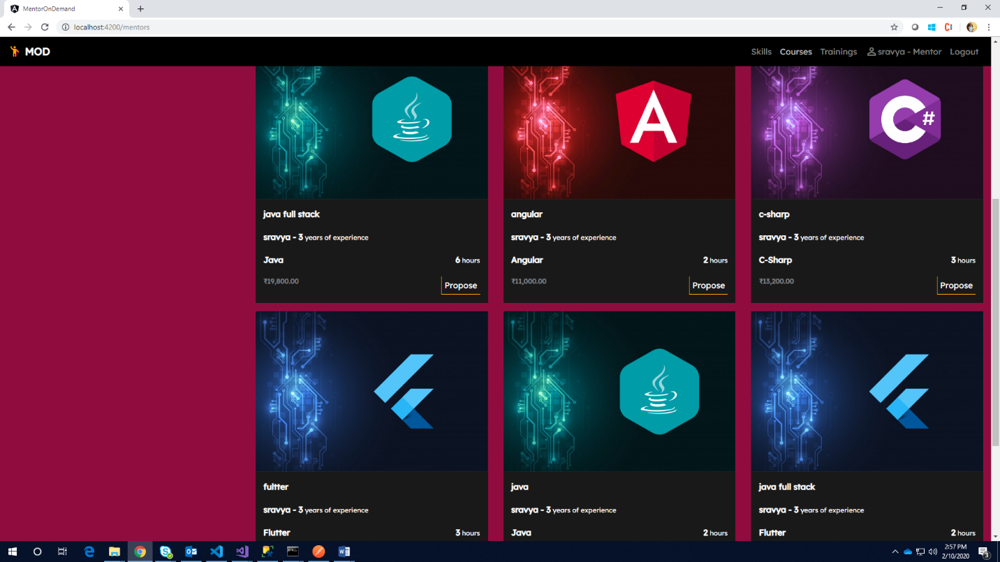 MentorOnDemand
localhost:4200/mentors
MOD
Skills
Courses
Trainings
sravya - Mentor
Logout
C#
java full stack
sravya - 3 years of experience
Java
6 hours
₹19,800.00
Propose
angular
sravya - 3 years of experience
Angular
2 hours
₹11,000.00
Propose
c-sharp
sravya - 3 years of experience
C-Sharp
3 hours
₹13,200.00
Propose
fultter
sravya - 3 years of experience
Flutter
3 hours
java
sravya - 3 years of experience
Java
2 hours
java full stack
sravya - 3 years of experience
Flutter
2 hours
2:57 PM
2/10/2020
3